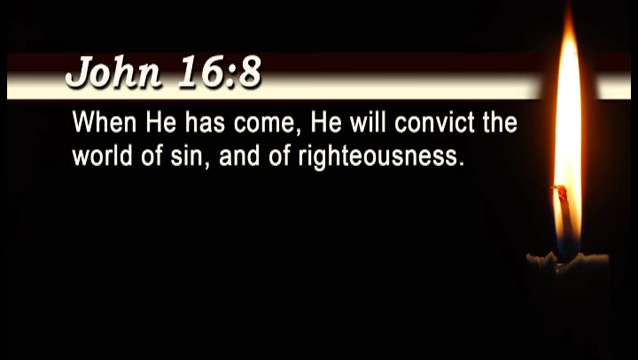 John 16:8
When He has come, He will convict the
world of sin, and of righteousness.